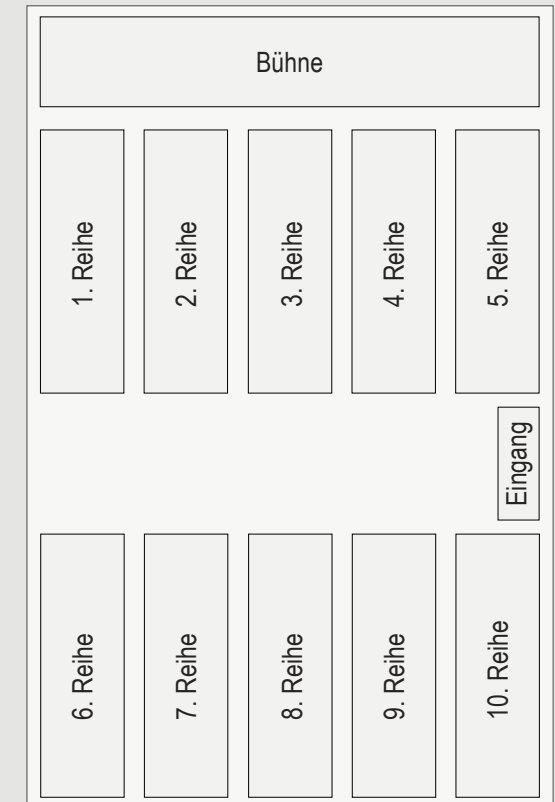 Bühne
1. Reihe
2. Reihe
3. Reihe
4. Reihe
5. Reihe
Eingang
6. Reihe
7. Reihe
8. Reihe
9. Reihe
10. Reihe